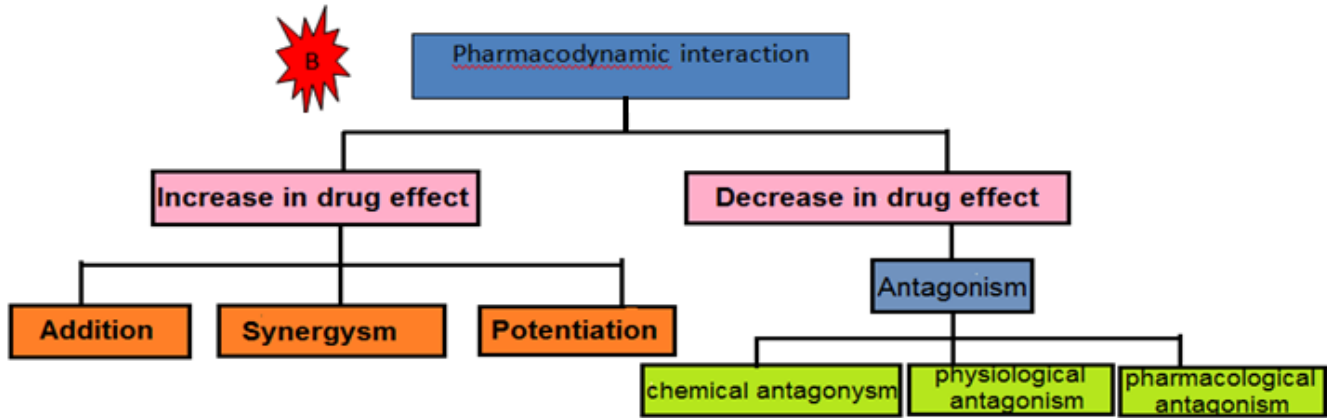 B
Pharmacodynamic interaction
Increase in drug effect
Decrease in drug effect
Antagonism
Addition
Synergysm
Potentiation
chemical antagonysm
physiological
antagonism
pharmacological
antagonism